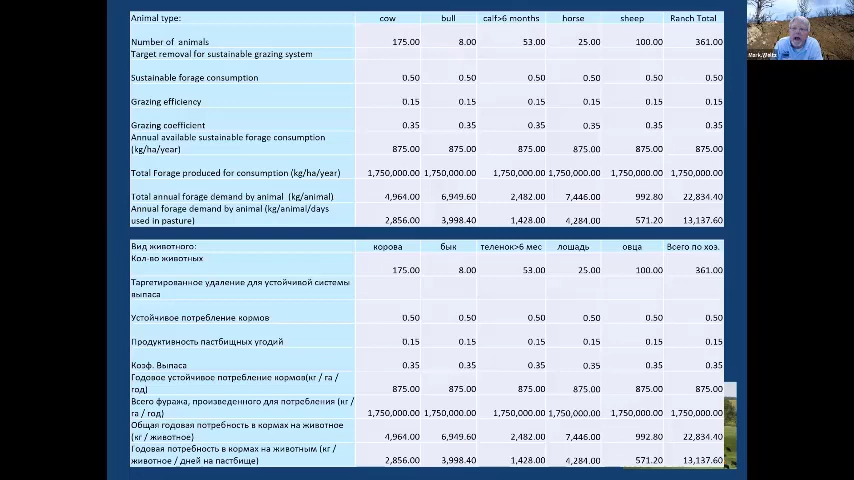 Animal type: cow bull calf>6 months horse sheep Ranch Total
Number of animals 175.00 8.00 53.00 25.00 100.00 361.00
Target removal for sustainable grazing system
Sustainable forage consumption 0.50 0.50 0.50 0.50 0.50 0.50
Grazing efficiency 0.15 0.15 0.15 0.15 0.15 0.15
Grazing coefficient 0.35 0.35 0.35 0.35 0.35 0.35
Annual available sustainable forage consumption
(kg/ha/year) 875.00 875.00 875.00 875.00 875.00 875.00
Total Forage produced for consumption (kg/ha/year) 1,750,000.00 1,750,000.00 1,750,000.00 1,750,000.00 1,750,000.00 1,750,000.00
Total annual forage demand by animal (kg/animal) 4,964.00 6,949.60 2,482.00 7,446.00 992.80 22,834.40
Annual forage demand by animal (kg/animal/days
used in pasture) 2,856.00 3,998.40 1,428.00 4,284.00 571.20 13,137.60
Вид животного: корова бык теленок>6 мес лошадь овца Всего по хоз.
Кол-во животных
175.00 8.00 53.00 25.00 100.00 361.00
Таргетированное удаление для устойчивой системы
выпаса
Устойчивое потребление кормов 0.50 0.50 0.50 0.50 0.50 0.50
Продуктивность пастбищных угодий 0.15 0.15 0.15 0.15 0.15 0.15
Коэф. Выпаса 0.35 0.35 0.35 0.35 0.35 0.35
Годовое устойчивое потребление кормов(кг / га /
год) 875.00 875.00 875.00 875.00 875.00 875.00
Всего фуража, произведенного для потребления (кг /
га / год) 1,750,000.00 1,750,000.00 1,750,000.00 1,750,000.00 1,750,000.00 1,750,000.00
Общая годовая потребность в кормах на животное
(кг / животное) 4,964.00 6,949.60 2,482.00 7,446.00 992.80 22,834.40
Годовая потребность в кормах на животным (кг /
животное / дней на пастбище) 2,856.00 3,998.40 1,428.00 4,284.00 571.20 13,137.60
Mark.Weltz